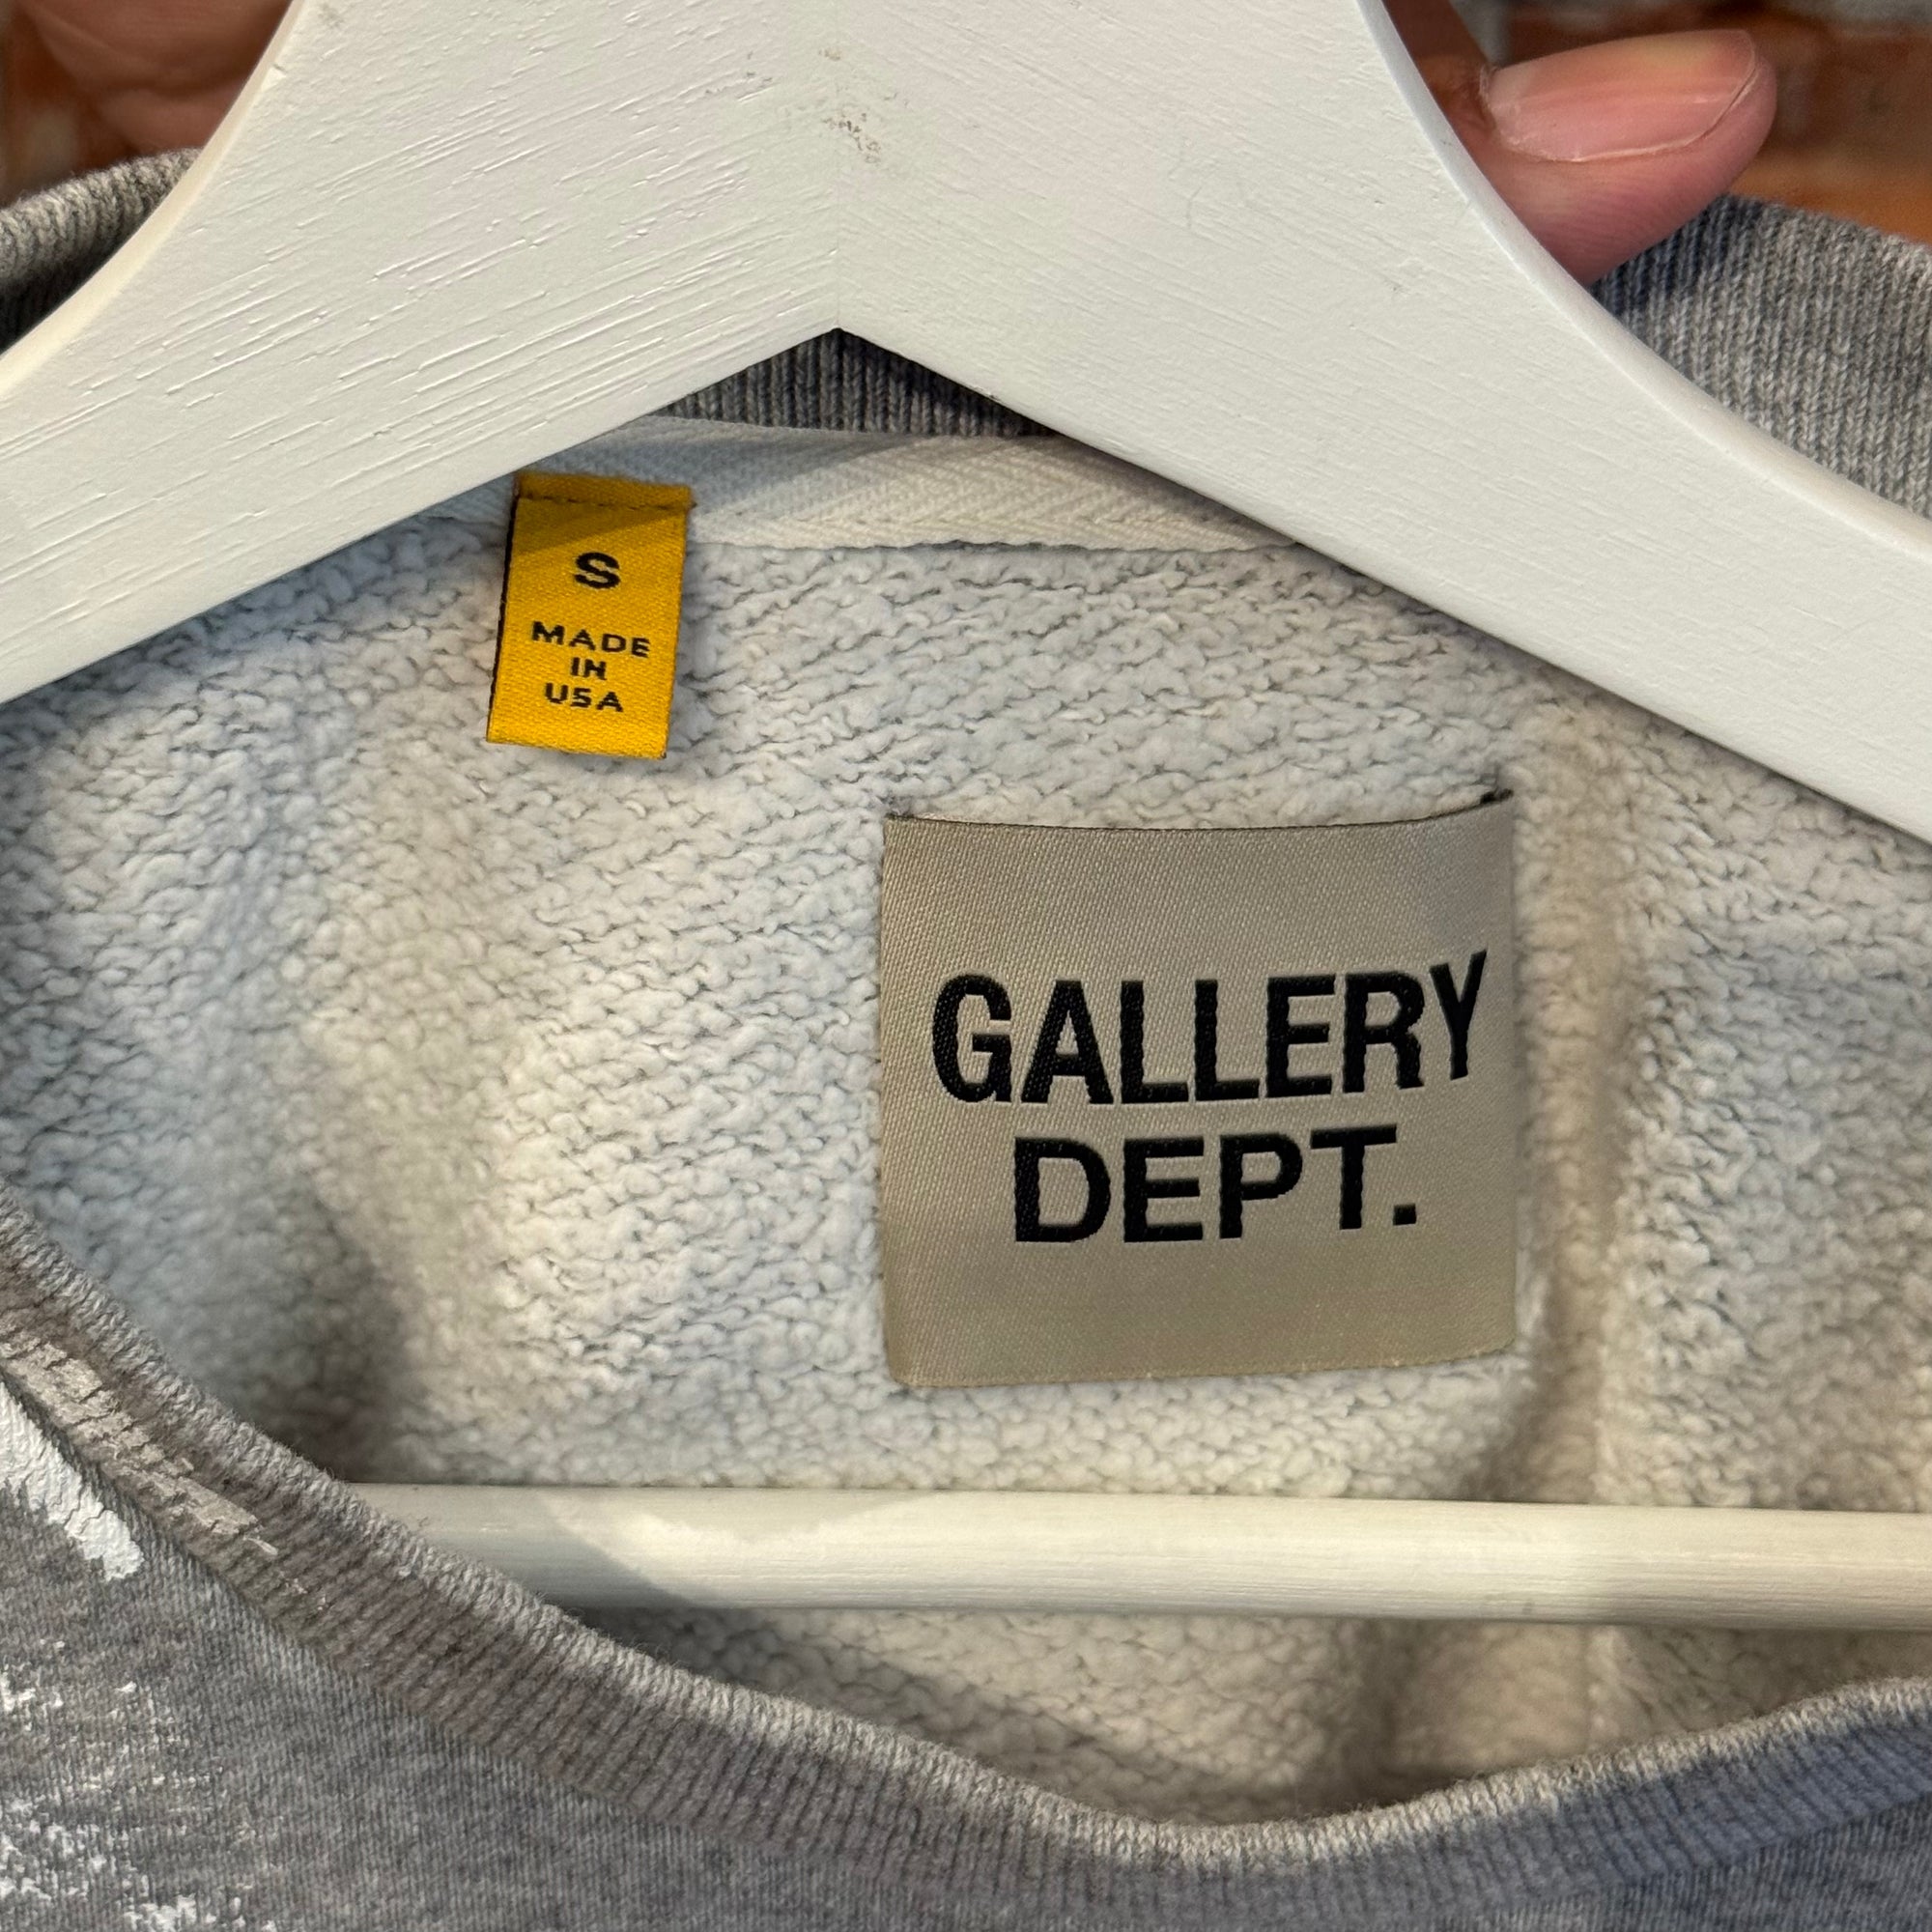 S
MADE
IN
USA
GALLERY
DEPT.